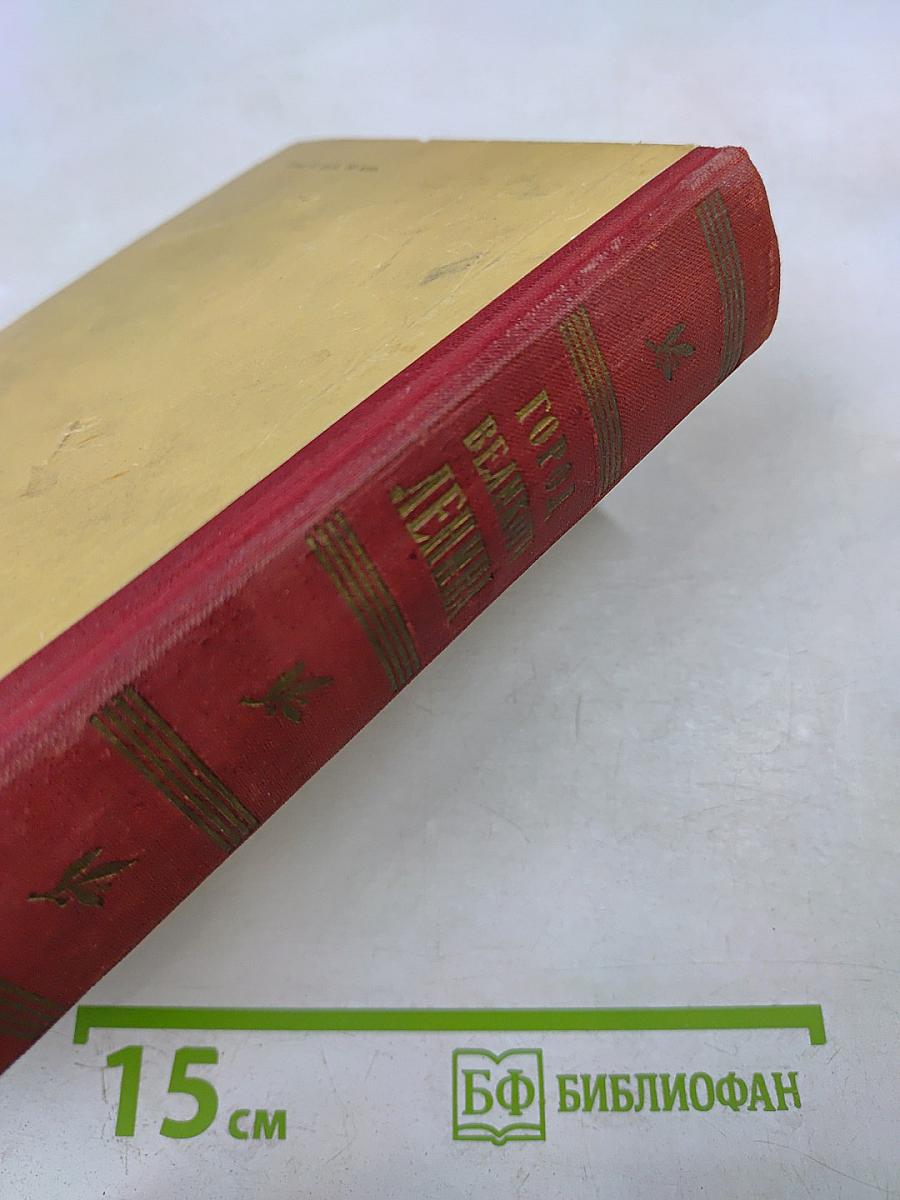 ГОРОД
ВЕЛИКОГО
ЛЕНИНА
15 см
БФ БИБЛИОФАН